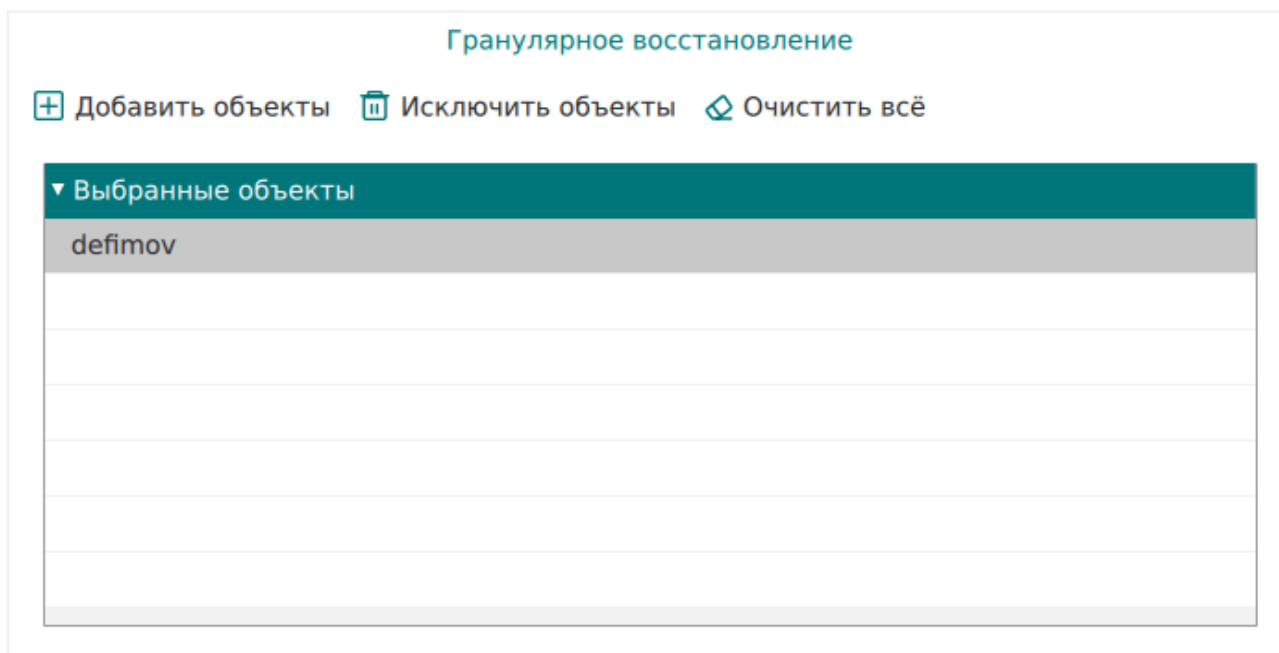 Гранулярное восстановление
Добавить объекты Исключить объекты Очистить всё
Выбранные объекты
defimov